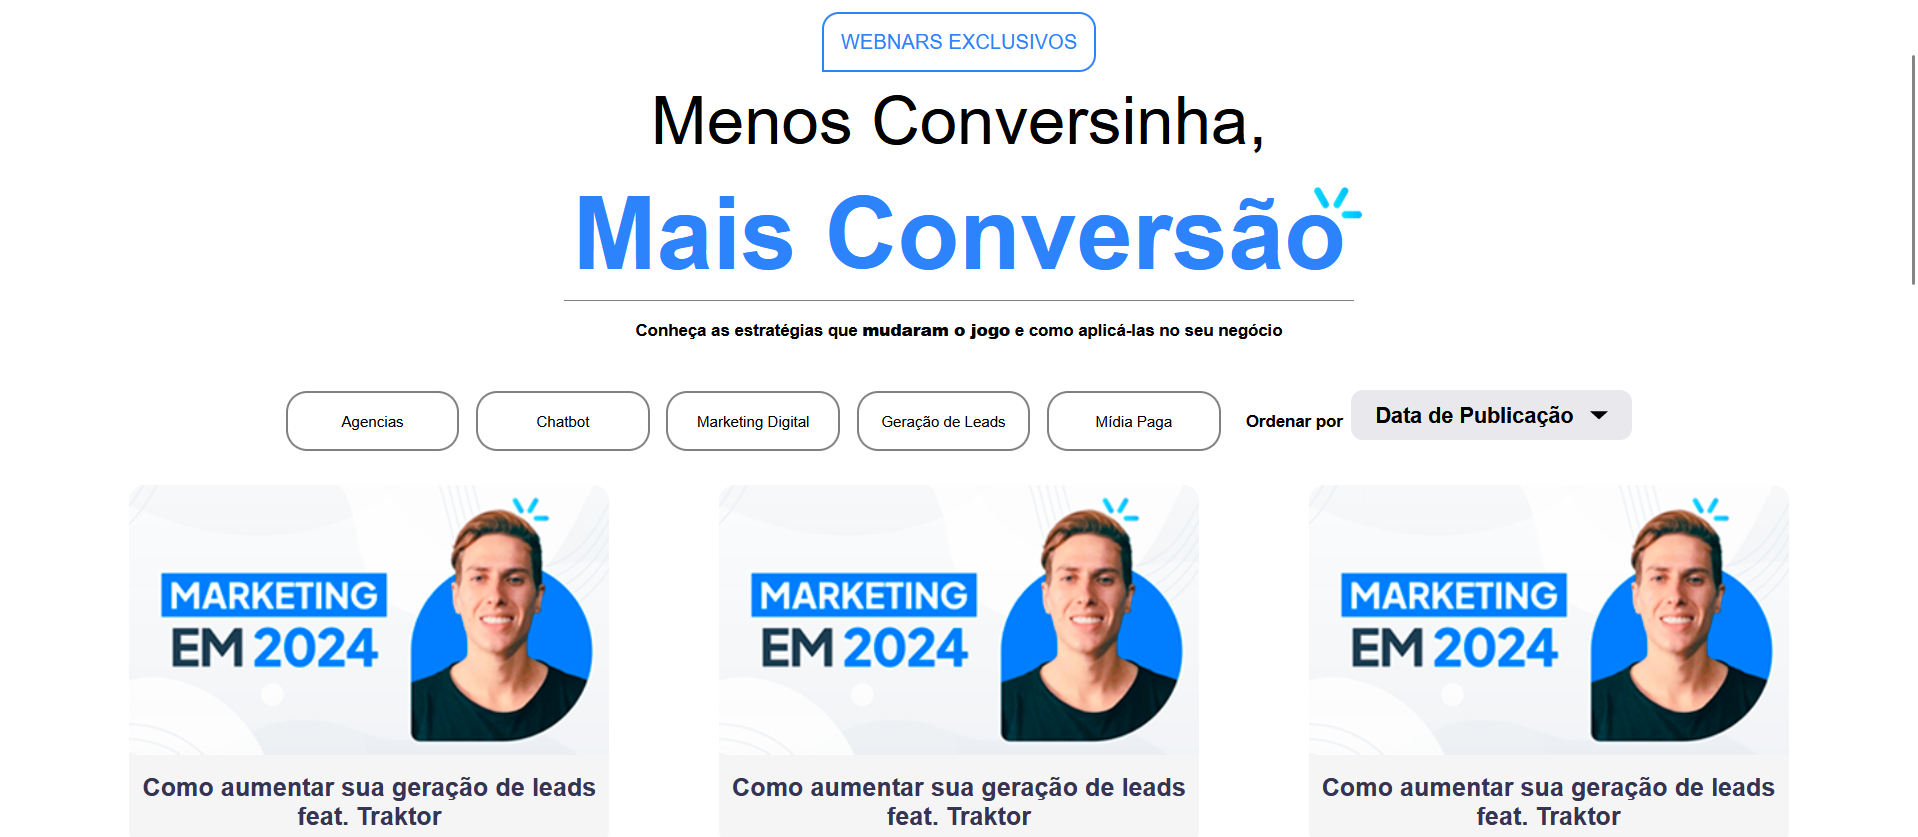 WEBNARS EXCLUSIVOS
Menos Conversinha,
Mais Conversão
Conheça as estratégias que mudaram o jogo e como aplicá-las no seu negócio
Agencias
Chatbot
Marketing Digital
Geração de Leads
Mídia Paga
Ordenar por
Data de Publicação
MARKETING
EM 2024
Como aumentar sua geração de leads
feat. Traktor
MARKETING
EM 2024
Como aumentar sua geração de leads
feat. Traktor
MARKETING
EM 2024
Como aumentar sua geração de leads
feat. Traktor